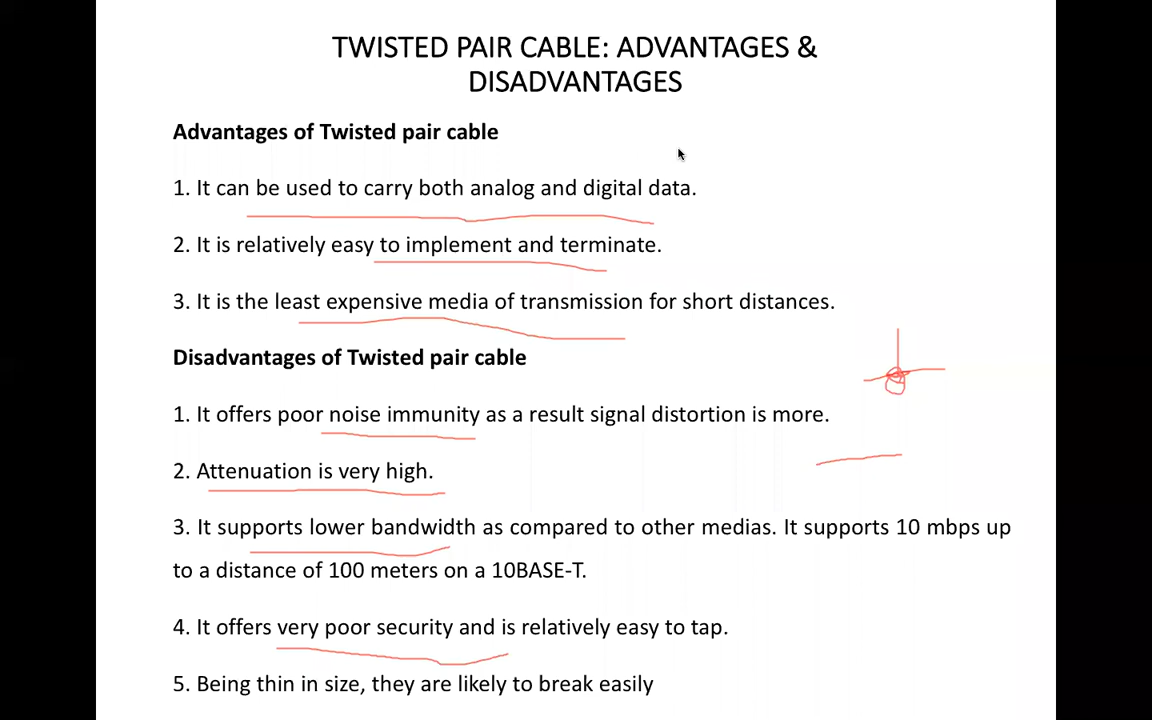 TWISTED PAIR CABLE: ADVANTAGES &
DISADVANTAGES
Advantages of Twisted pair cable
1. It can be used to carry both analog and digital data.
2. It is relatively easy to implement and terminate.
3. It is the least expensive media of transmission for short distances.
Disadvantages of Twisted pair cable
1. It offers poor noise immunity as a result signal distortion is more.
2. Attenuation is very high.
3. It supports lower bandwidth as compared to other medias. It supports 10 mbps up
to a distance of 100 meters on a 10BASE-T.
4. It offers very poor security and is relatively easy to tap.
5. Being thin in size, they are likely to break easily